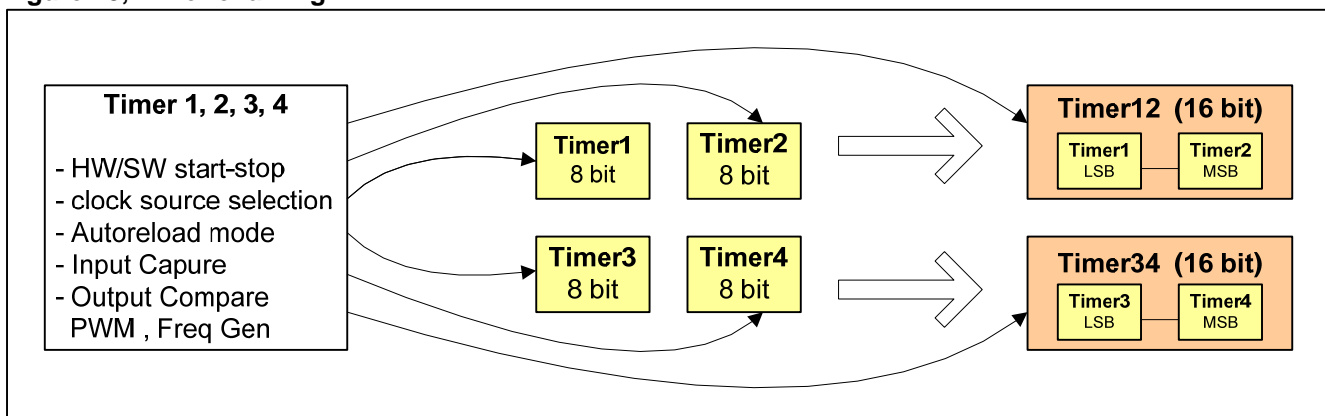 Timer 1, 2, 3, 4
- HW/SW start-stop
- clock source selection
- Autoreload mode
- Input Capure
- Output Compare
PWM , Freq Gen
Timer1
8 bit
Timer2
8 bit
Timer3
8 bit
Timer4
8 bit
Timer12 (16 bit)
Timer1
LSB
Timer2
MSB
Timer34 (16 bit)
Timer3
LSB
Timer4
MSB